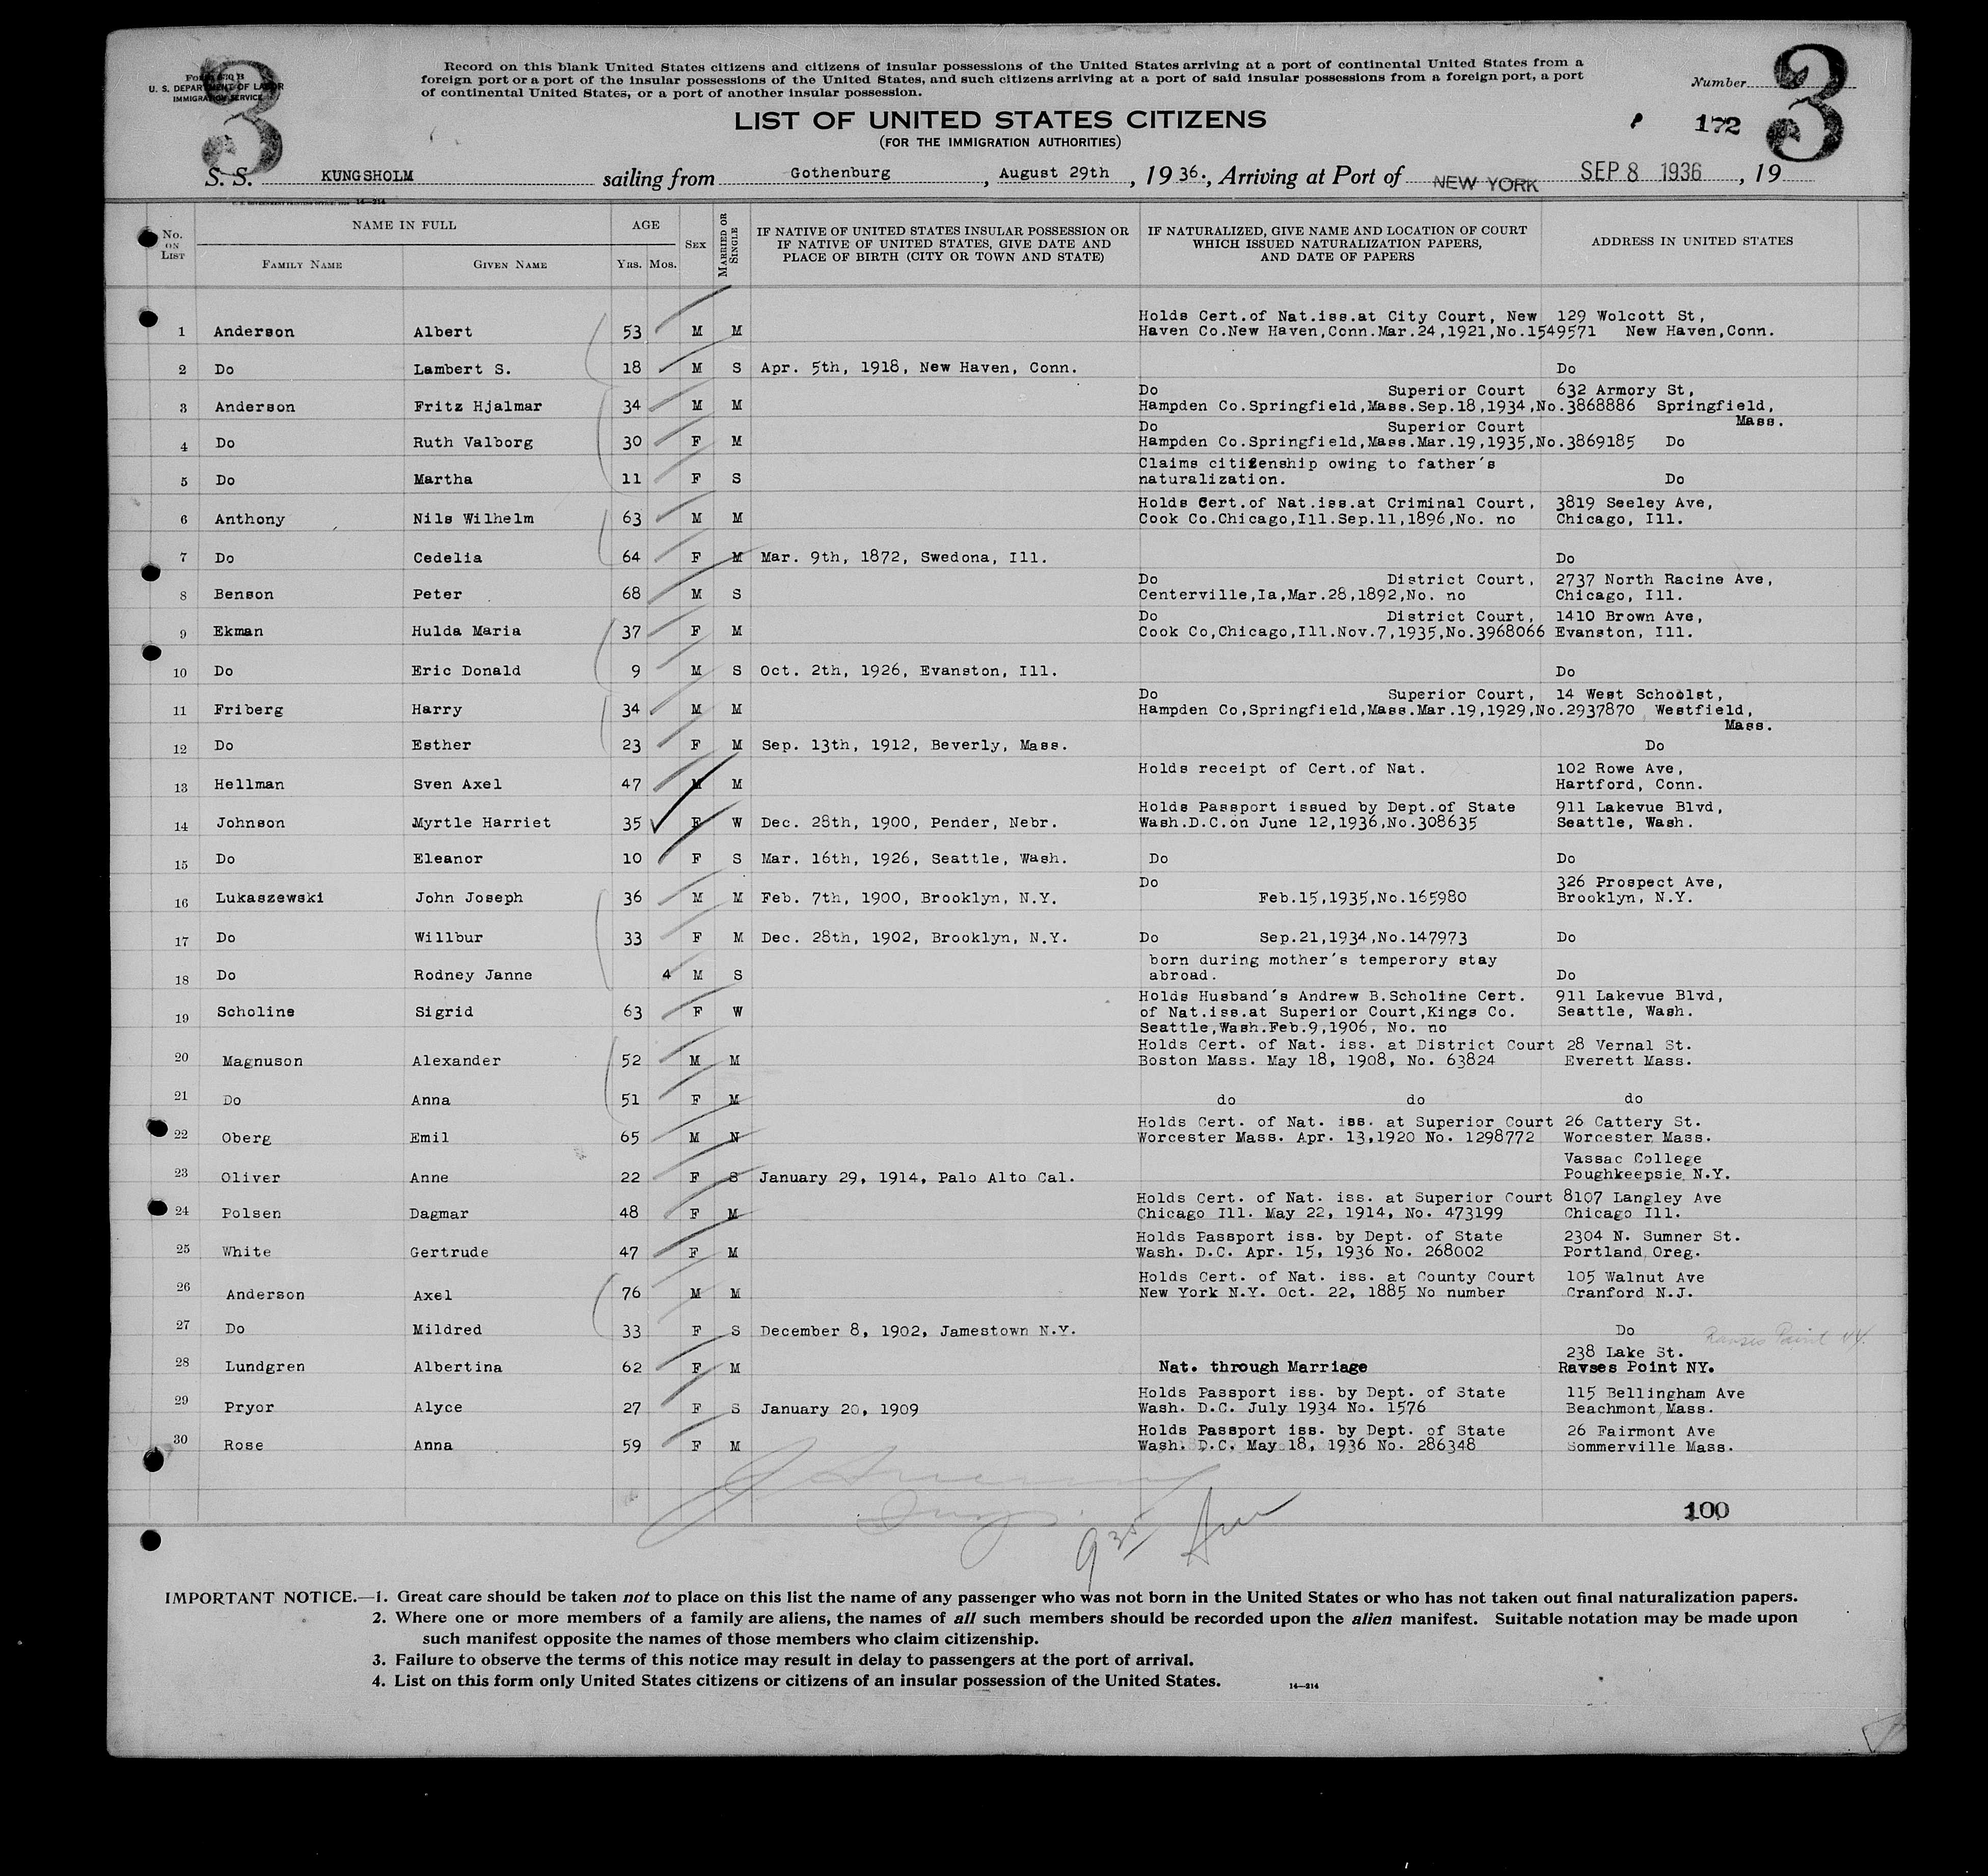 Form 630 B
U. S. DEPARTMENT OF LABOR
IMMIGRATION SERVICE
3
Record on this blank United States citizens and citizens of insular possessions of the United States arriving at a port of continental United States from a
foreign port or a port of the insular possessions of the United States, and such citizens arriving at a port of said insular possessions from a foreign port, a port
of continental United States, or a port of another insular possession.
Number
3
LIST OF UNITED STATES CITIZENS
(FOR THE IMMIGRATION AUTHORITIES)
172
S. S. KUNGSHOLM sailing from Gothenburg, August 29th, 1936., Arriving at Port of NEW YORK SEP 8 1936, 19
14—214
No. ON LIST NAME IN FULL AGE SEX MARRIED OR SINGLE IF NATIVE OF UNITED STATES INSULAR POSSESSION OR IF NATIVE OF UNITED STATES, GIVE DATE AND PLACE OF BIRTH (CITY OR TOWN AND STATE) IF NATURALIZED, GIVE NAME AND LOCATION OF COURT WHICH ISSUED NATURALIZATION PAPERS, AND DATE OF PAPERS ADDRESS IN UNITED STATES
FAMILY NAME GIVEN NAME YRS. MOS.
Holds Cert.of Nat.iss.at City Court, New 129 Wolcott St,
1 Anderson Albert 53 M M Haven Co.New Haven,Conn.Mar.24,1921,No.1549571 New Haven,Conn.
2 Do Lambert S. 18 M S Apr. 5th, 1918, New Haven, Conn. Do
Do Superior Court 632 Armory St,
3 Anderson Fritz Hjalmar 34 M M Hampden Co.Springfield,Mass.Sep.18,1934,No.3868886 Springfield,
Mass.
Do Superior Court
4 Do Ruth Valborg 30 F M Hampden Co.Springfield,Mass.Mar.19,1935,No.3869185 Do
Claims citizenship owing to father's
5 Do Martha 11 F S naturalization. Do
Holds Cert.of Nat.iss.at Criminal Court, 3819 Seeley Ave,
6 Anthony Nils Wilhelm 63 M M Cook Co.Chicago,Ill.Sep.11,1896,No. no Chicago, Ill.
7 Do Cedelia 64 F M Mar. 9th, 1872, Swedona, Ill. Do
Do District Court, 2737 North Racine Ave,
8 Benson Peter 68 M S Centerville,Ia,Mar.28,1892,No. no Chicago, Ill.
Do District Court, 1410 Brown Ave,
9 Ekman Hulda Maria 37 F M Cook Co,Chicago,Ill.Nov.7,1935,No.3968066 Evanston, Ill.
10 Do Eric Donald 9 M S Oct. 2th, 1926, Evanston, Ill. Do
Do Superior Court, 14 West Schoolst,
11 Friberg Harry 34 M M Hampden Co,Springfield,Mass.Mar.19,1929,No.2937870 Westfield,
Mass.
12 Do Esther 23 F M Sep. 13th, 1912, Beverly, Mass. Do
Holds receipt of Cert.of Nat. 102 Rowe Ave,
13 Hellman Sven Axel 47 M M Hartford, Conn.
Holds Passport issued by Dept.of State 911 Lakevue Blvd,
14 Johnson Myrtle Harriet 35 F W Dec. 28th, 1900, Pender, Nebr. Wash.D.C.on June 12,1936,No.308635 Seattle, Wash.
15 Do Eleanor 10 F S Mar. 16th, 1926, Seattle, Wash. Do Do
Do 326 Prospect Ave,
16 Lukaszewski John Joseph 36 M M Feb. 7th, 1900, Brooklyn, N.Y. Feb.15,1935,No.165980 Brooklyn, N.Y.
17 Do Willbur 33 F M Dec. 28th, 1902, Brooklyn, N.Y. Do Sep.21,1934,No.147973 Do
born during mother's temperory stay
18 Do Rodney Janne 4 M S abroad. Do
Holds Husband's Andrew B.Scholine Cert. 911 Lakevue Blvd,
19 Scholine Sigrid 63 F W of Nat.iss.at Superior Court,Kings Co. Seattle, Wash.
Seattle,Wash.Feb.9,1906, No. no
Holds Cert. of Nat. iss. at District Court 28 Vernal St.
20 Magnuson Alexander 52 M M Boston Mass. May 18, 1908, No. 63824 Everett Mass.
21 Do Anna 51 F M do do do
Holds Cert. of Nat. iss. at Superior Court 26 Cattery St.
22 Oberg Emil 65 M N Worcester Mass. Apr. 13,1920 No. 1298772 Worcester Mass.
Vassac College
23 Oliver Anne 22 F S January 29, 1914, Palo Alto Cal. Poughkeepsie N.Y.
Holds Cert. of Nat. iss. at Superior Court 8107 Langley Ave
24 Polsen Dagmar 48 F M Chicago Ill. May 22, 1914, No. 473199 Chicago Ill.
Holds Passport iss. by Dept. of State 2304 N. Sumner St.
25 White Gertrude 47 F M Wash. D.C. Apr. 15, 1936 No. 268002 Portland Oreg.
Holds Cert. of Nat. iss. at County Court 105 Walnut Ave
26 Anderson Axel 76 M M New York N.Y. Oct. 22, 1885 No number Cranford N.J.
27 Do Mildred 33 F S December 8, 1902, Jamestown N.Y. Do
Rouses Point N.Y.
238 Lake St.
28 Lundgren Albertina 62 F M Nat. through Marriage Ravses Point NY.
Holds Passport iss. by Dept. of State 115 Bellingham Ave
29 Pryor Alyce 27 F S January 20, 1909 Wash. D.C. July 1934 No. 1576 Beachmont Mass.
Holds Passport iss. by Dept. of State 26 Fairmont Ave
30 Rose Anna 59 F M Wash. D.C. May 18, 1936 No. 286348 Sommerville Mass.
100
935
IMPORTANT NOTICE.—1. Great care should be taken not to place on this list the name of any passenger who was not born in the United States or who has not taken out final naturalization papers.
2. Where one or more members of a family are aliens, the names of all such members should be recorded upon the alien manifest. Suitable notation may be made upon
such manifest opposite the names of those members who claim citizenship.
3. Failure to observe the terms of this notice may result in delay to passengers at the port of arrival.
4. List on this form only United States citizens or citizens of an insular possession of the United States.
14—214